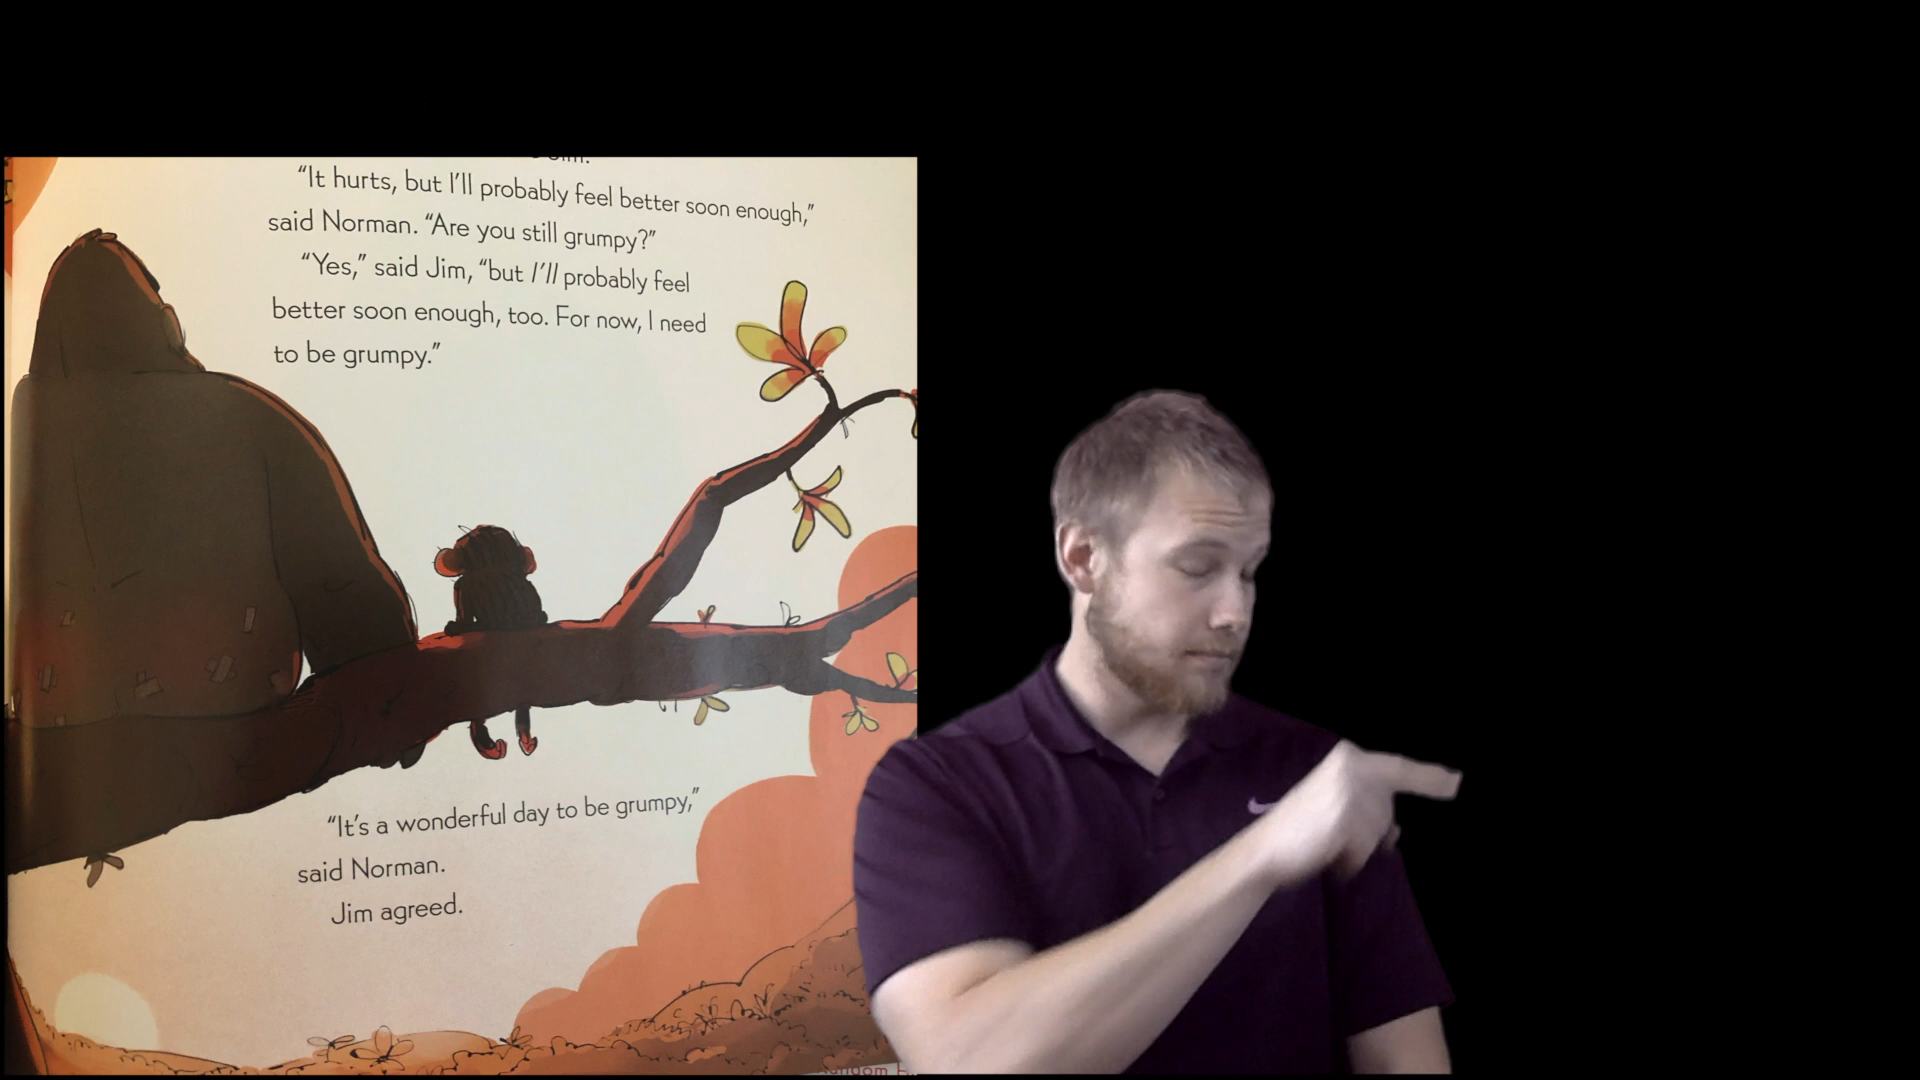 "It hurts, but I'll probably feel better soon enough,"
said Norman. "Are you still grumpy?"
"Yes," said Jim, "but I'll probably feel
better soon enough, too. For now, I need
to be grumpy."
"It's a wonderful day to be grumpy,"
said Norman.
Jim agreed.